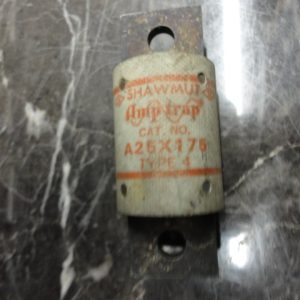 SHAWMUT
Amp-trap
CAT. NO.
A25X175
TYPE 4